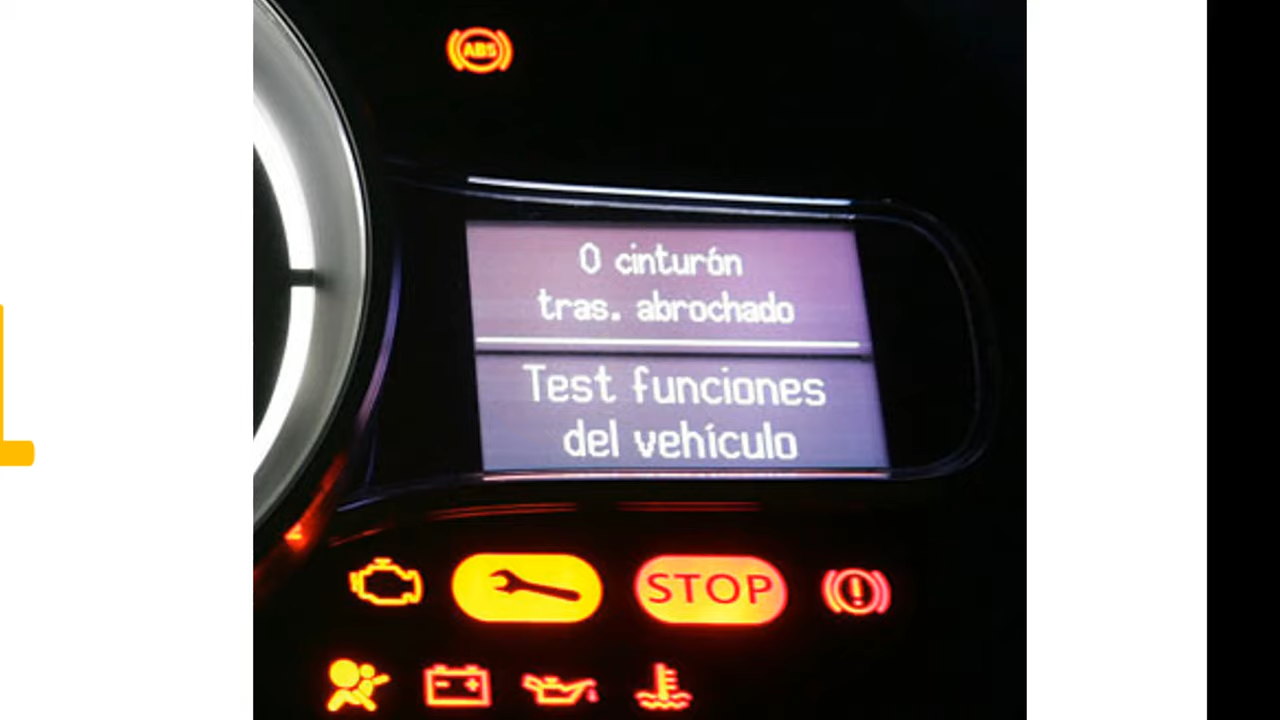 ABS
0 cinturón
tras. abrochado
Test funciones
del vehículo
STOP